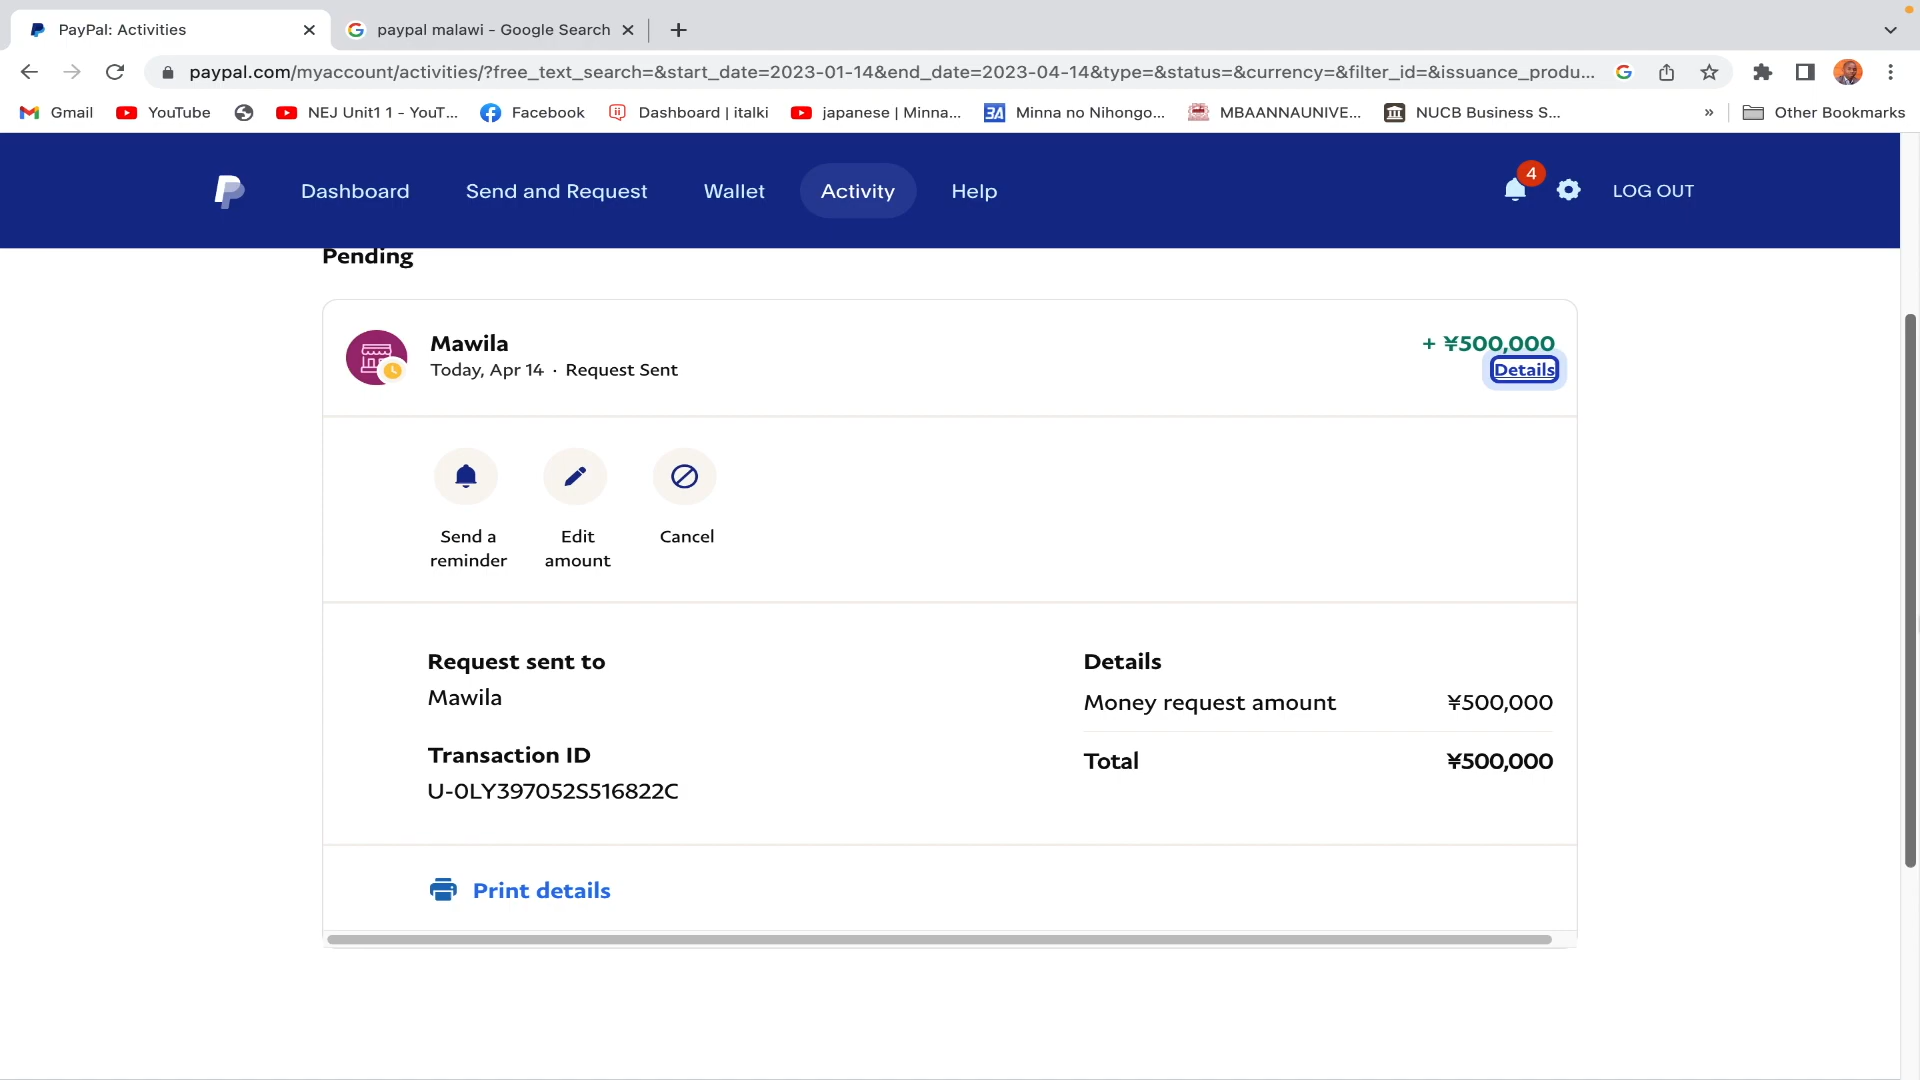 PayPal: Activities
paypal malawi - Google Search
paypal.com/myaccount/activities/?free_text_search=&start_date=2023-01-14&end_date=2023-04-14&type=&status=&currency=&filter_id=&issuance_produ...
Gmail
YouTube
NEJ Unit1 1 - YouT...
Facebook
Dashboard | italki
japanese | Minna...
3A
Minna no Nihongo...
MBAANNAUNIVE...
NUCB Business S...
»
Other Bookmarks
Dashboard
Send and Request
Wallet
Activity
Help
4
LOG OUT
Pending
Mawila
+ ¥500,000
Today, Apr 14 · Request Sent
Details
Send a
reminder
Edit
amount
Cancel
Request sent to
Mawila
Transaction ID
U-0LY397052S516822C
Details
Money request amount ¥500,000
Total ¥500,000
Print details